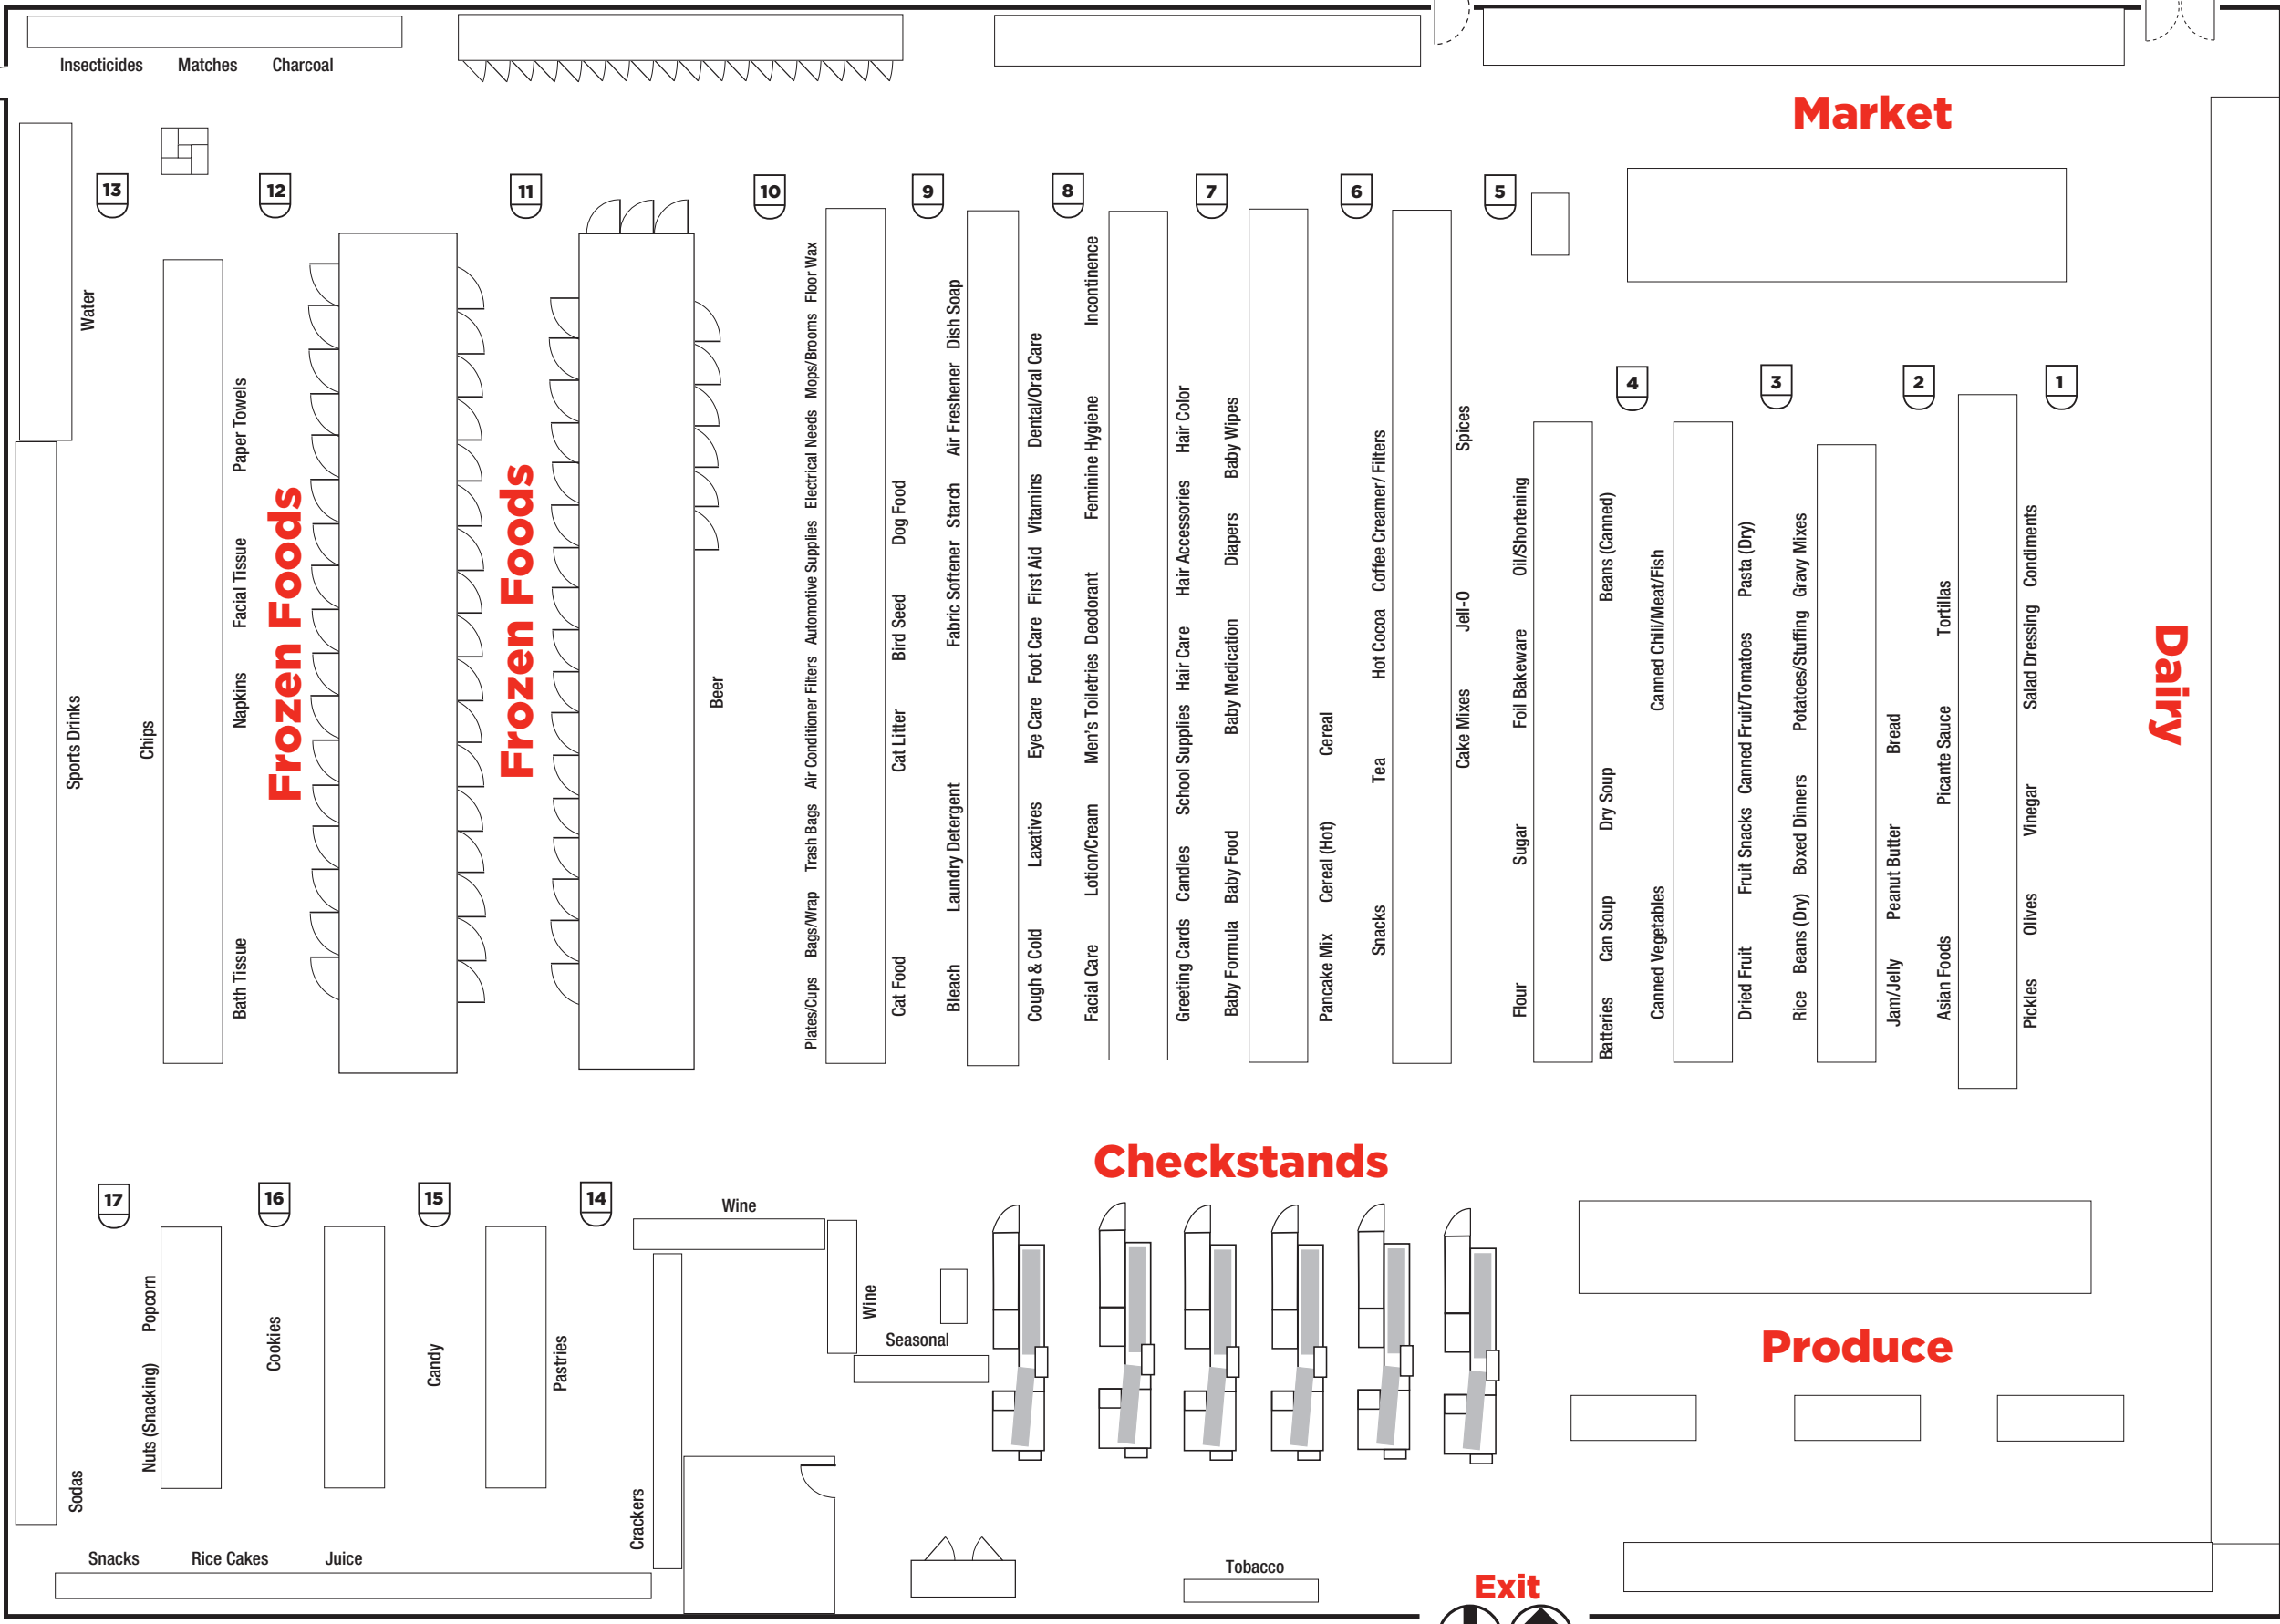 Insecticides Matches Charcoal
Market
13
12
11
10
9
8
7
6
5
4
3
2
1
Water
Sports Drinks
Sodas
Chips
Paper Towels
Facial Tissue
Napkins
Bath Tissue
Frozen Foods
Frozen Foods
Beer
Floor Wax
Mops/Brooms
Electrical Needs
Automotive Supplies
Air Conditioner Filters
Trash Bags
Bags/Wrap
Plates/Cups
Dog Food
Bird Seed
Cat Litter
Cat Food
Dish Soap
Air Freshener
Starch
Fabric Softener
Laundry Detergent
Bleach
Dental/Oral Care
Vitamins
First Aid
Foot Care
Eye Care
Laxatives
Cough & Cold
Incontinence
Feminine Hygiene
Deodorant
Men's Toiletries
Lotion/Cream
Facial Care
Hair Color
Hair Accessories
Hair Care
School Supplies
Candles
Greeting Cards
Baby Wipes
Diapers
Baby Medication
Baby Food
Baby Formula
Cereal
Cereal (Hot)
Pancake Mix
Coffee Creamer/ Filters
Hot Cocoa
Tea
Snacks
Spices
Jell-O
Cake Mixes
Oil/Shortening
Foil Bakeware
Sugar
Flour
Beans (Canned)
Dry Soup
Can Soup
Batteries
Canned Chili/Meat/Fish
Canned Vegetables
Pasta (Dry)
Canned Fruit/Tomatoes
Fruit Snacks
Dried Fruit
Gravy Mixes
Potatoes/Stuffing
Boxed Dinners
Beans (Dry)
Rice
Bread
Peanut Butter
Jam/Jelly
Tortillas
Picante Sauce
Asian Foods
Condiments
Salad Dressing
Vinegar
Olives
Pickles
Dairy
Checkstands
17
16
15
14
Popcorn
Nuts (Snacking)
Cookies
Candy
Pastries
Wine
Wine
Seasonal
Crackers
Produce
Snacks Rice Cakes Juice
Tobacco
Exit